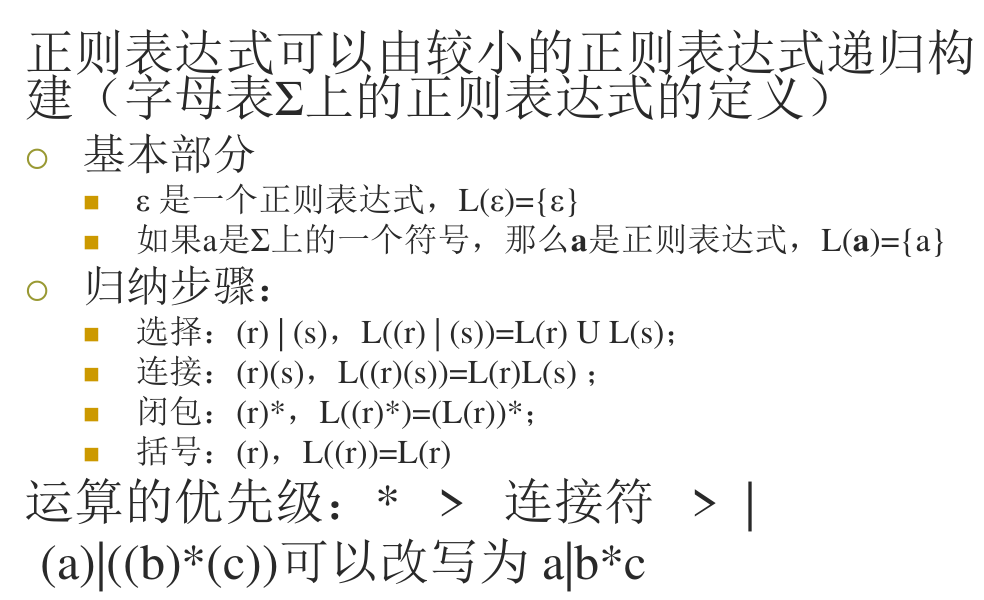 正则表达式可以由较小的正则表达式递归构
建（字母表Σ上的正则表达式的定义）
基本部分
ε 是一个正则表达式，L(ε)={ε}
如果a是Σ上的一个符号，那么a是正则表达式，L(a)={a}
归纳步骤：
选择：(r) | (s)，L((r) | (s))=L(r) U L(s)；
连接：(r)(s)，L((r)(s))=L(r)L(s) ；
闭包：(r)*，L((r)*)=(L(r))*；
括号：(r)，L((r))=L(r)
运算的优先级：* > 连接符 > |
(a)|((b)*(c))可以改写为 a|b*c